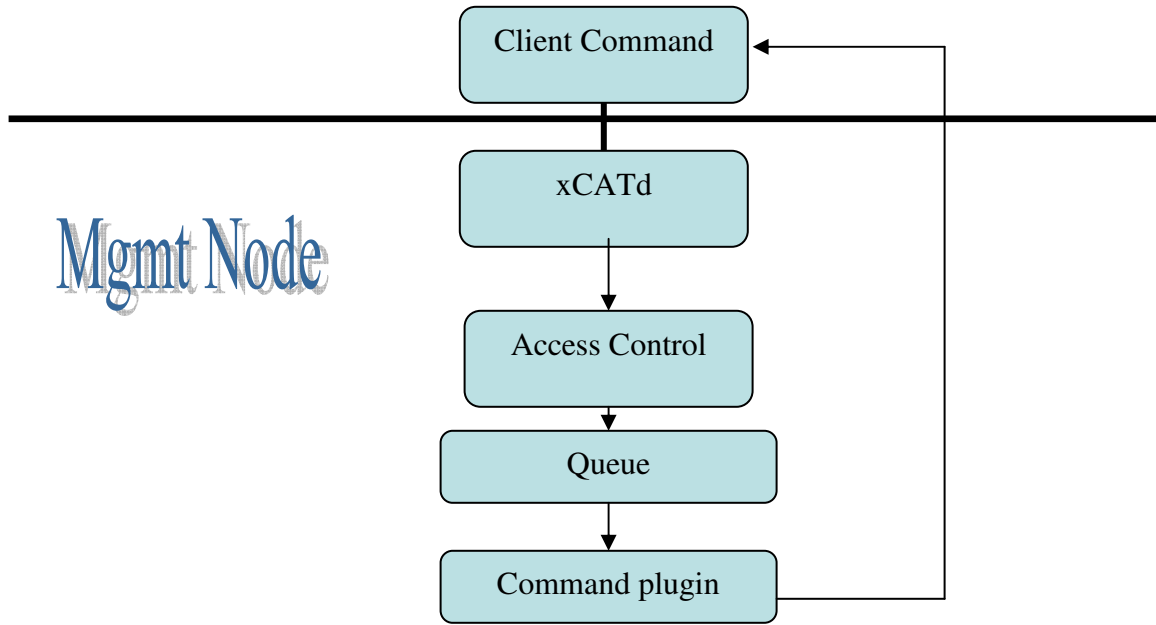 Client Command
xCATd
Mgmt Node
Access Control
Queue
Command plugin